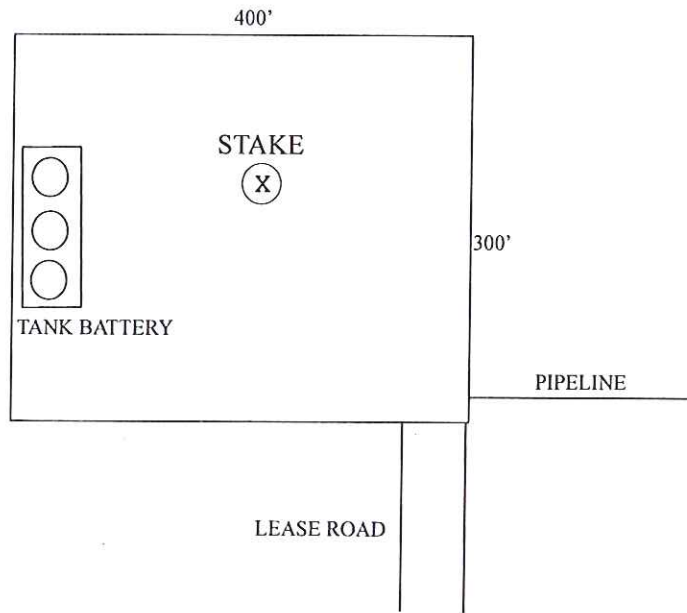 400’
STAKE
X
300’
TANK BATTERY
PIPELINE
LEASE ROAD